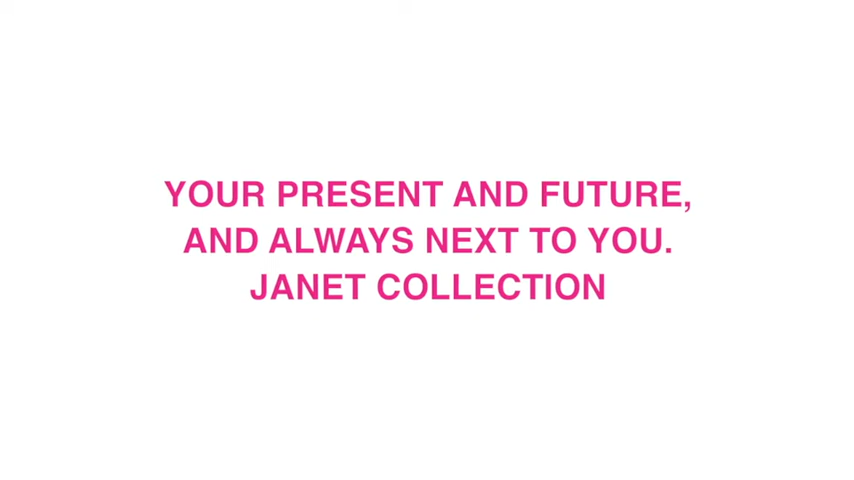 YOUR PRESENT AND FUTURE,
AND ALWAYS NEXT TO YOU.
JANET COLLECTION